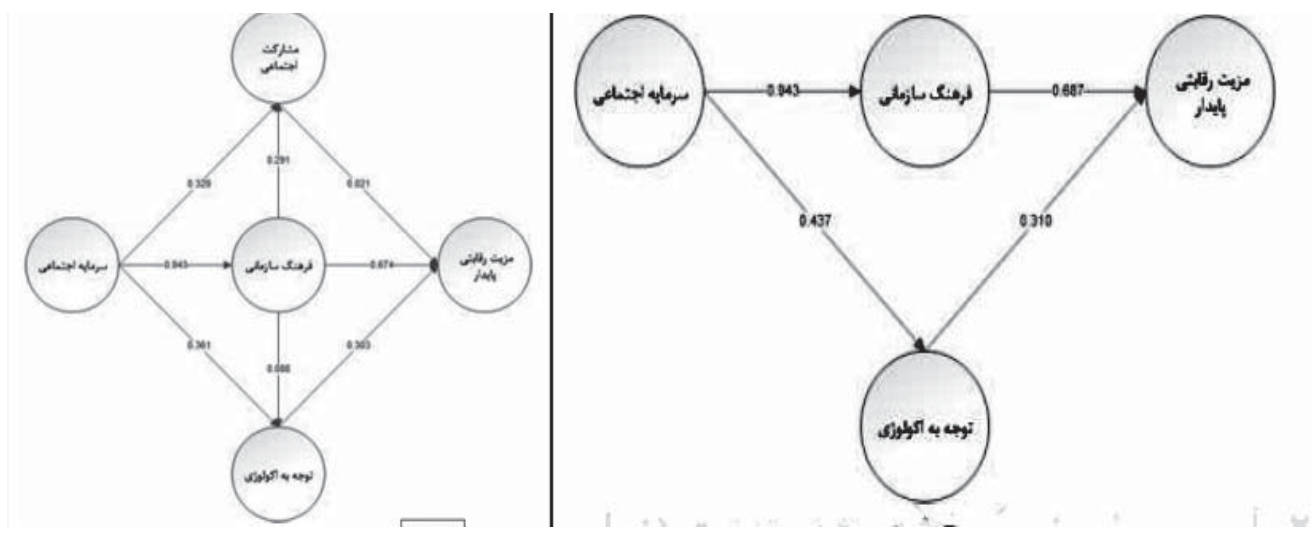 مشارکت
اجتماعی
0.329
0.291
0.021
سرمایه اجتماعی
0.943
فرهنگ سازمانی
0.674
مزیت رقابتی
پایدار
0.361
0.088
0.303
توجه به اکولوژی
سرمایه اجتماعی
0.943
فرهنگ سازمانی
0.687
مزیت رقابتی
پایدار
0.437
0.310
توجه به اکولوژی